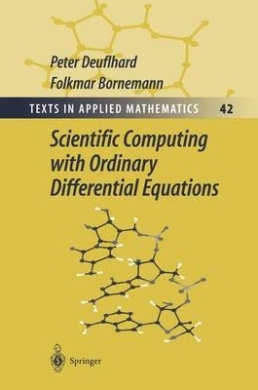 Peter Deuflhard
Folkmar Bornemann
TEXTS IN APPLIED MATHEMATICS 42
Scientific Computing
with Ordinary
Differential Equations
Springer